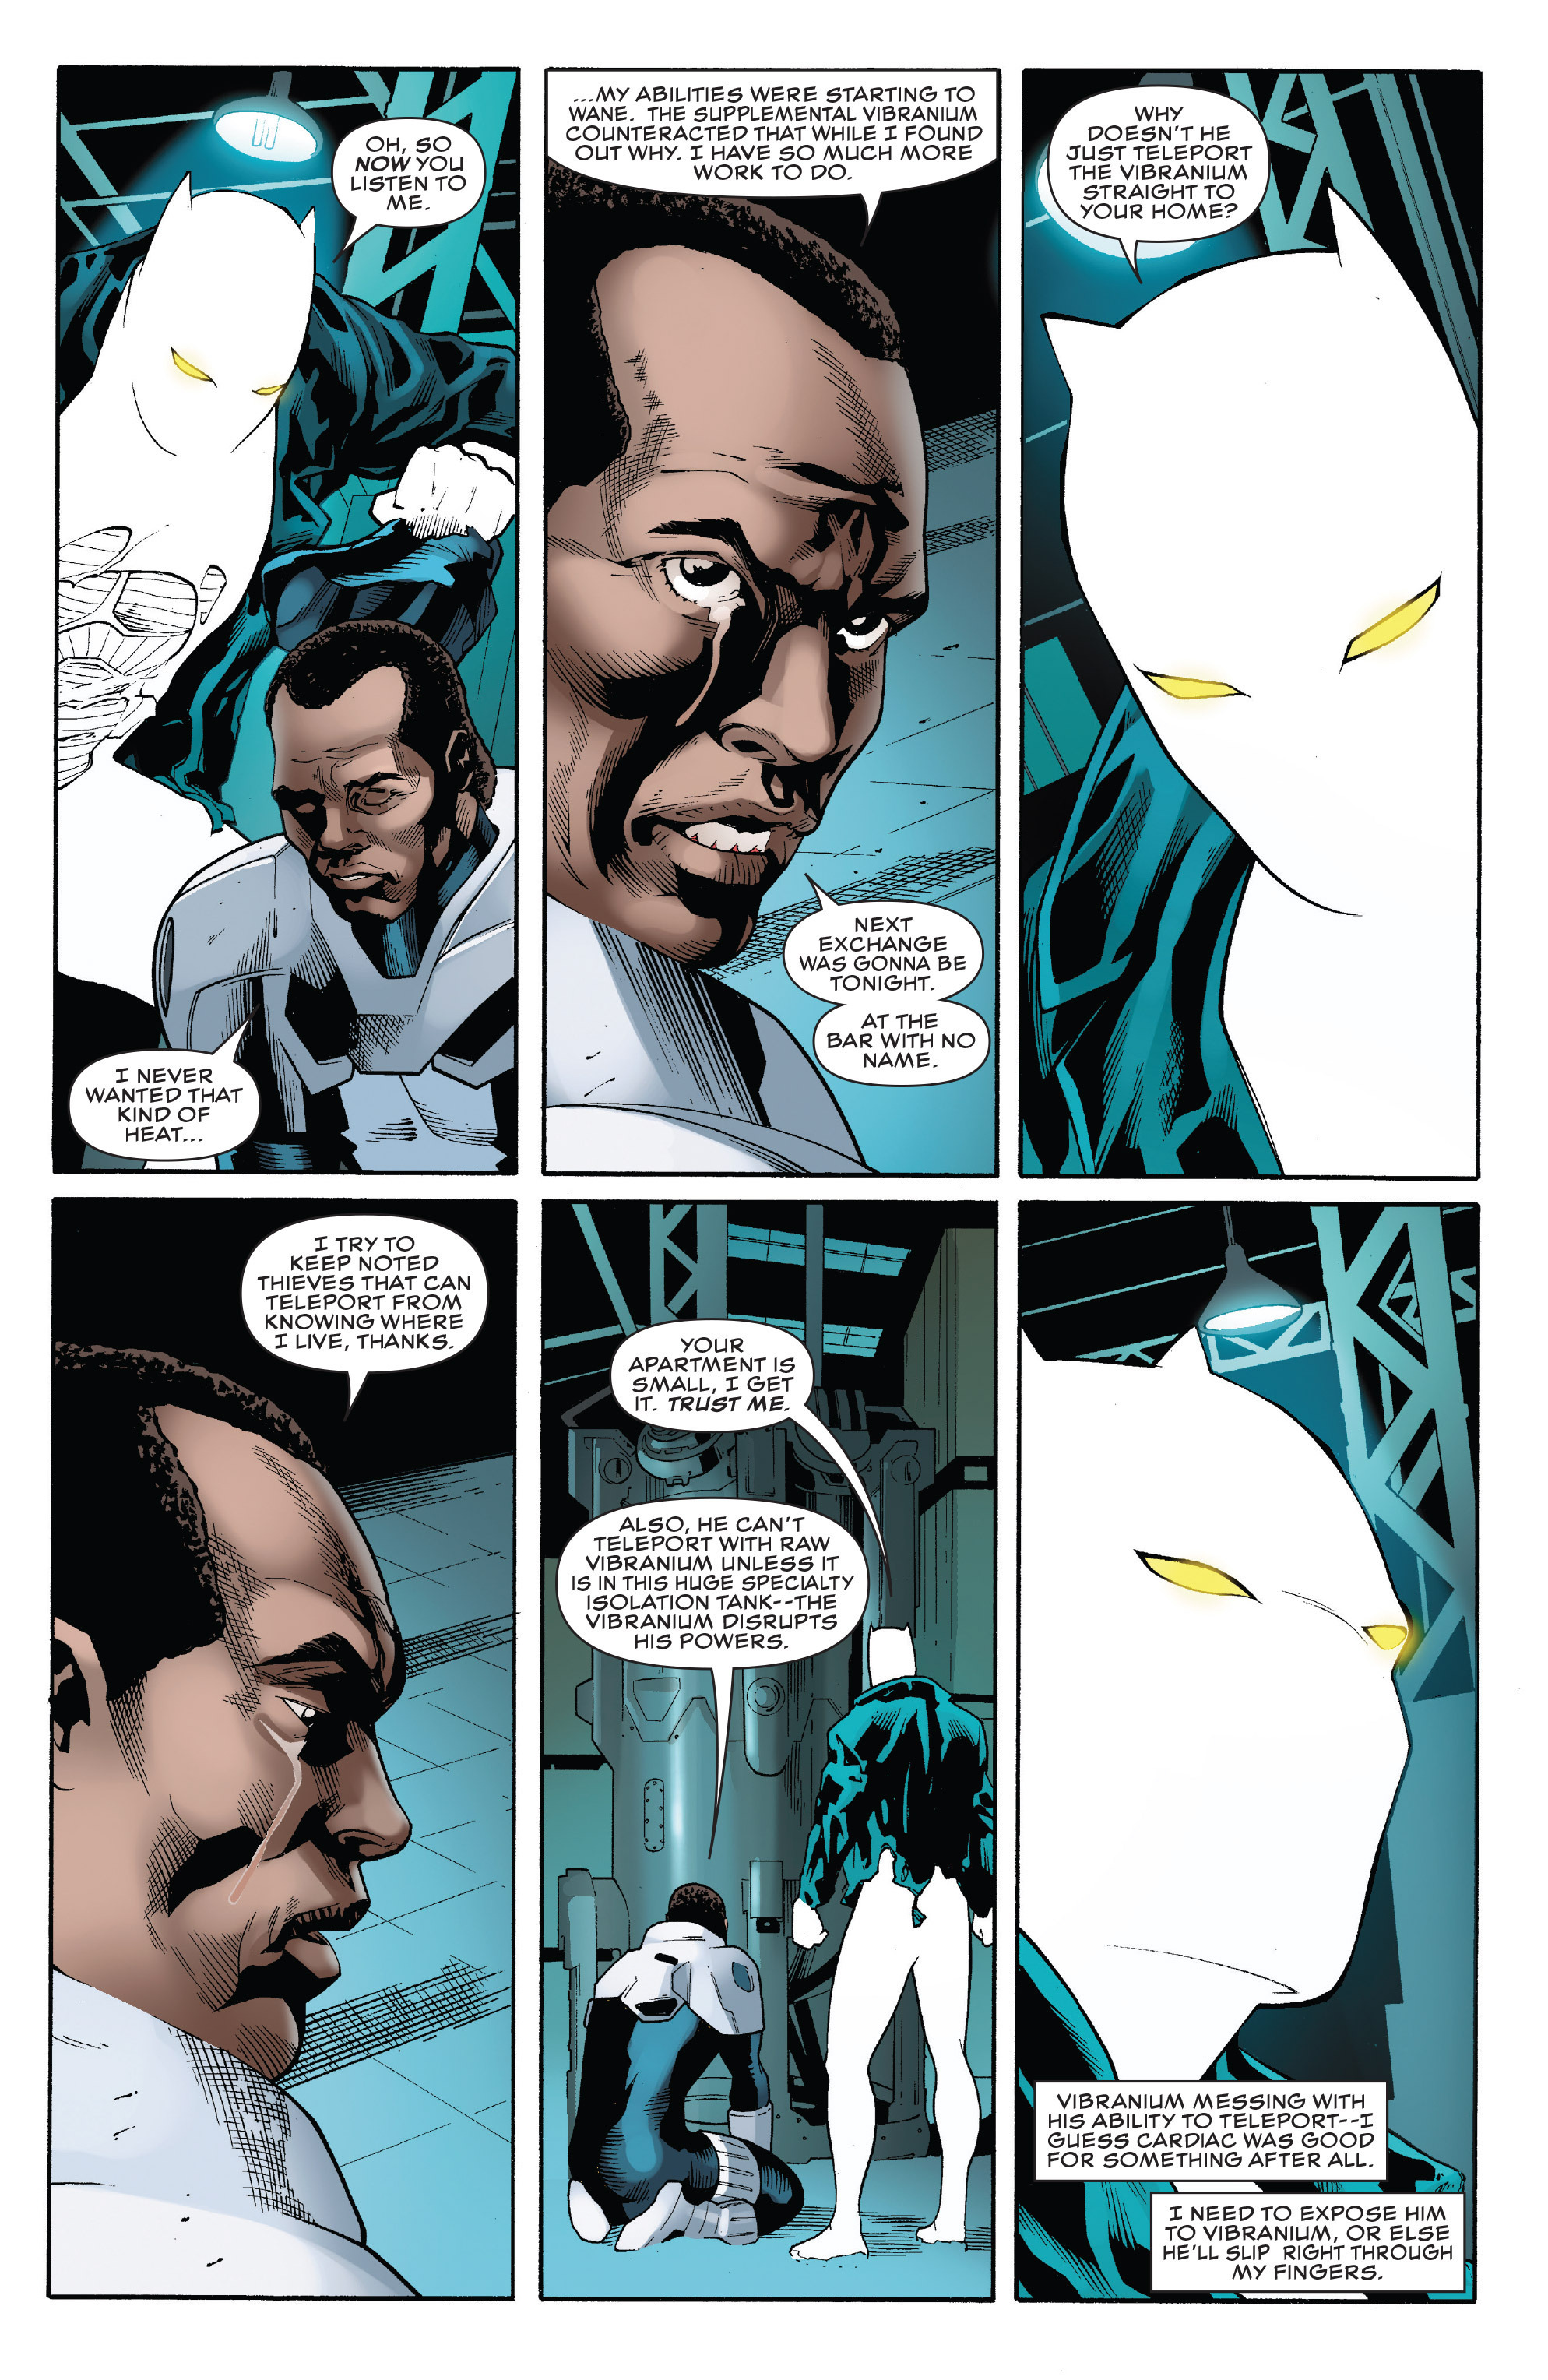 OH, SO
NOW YOU
LISTEN TO
ME.
I NEVER
WANTED THAT
KIND OF
HEAT...
...MY ABILITIES WERE STARTING TO
WANE. THE SUPPLEMENTAL VIBRANIUM
COUNTERACTED THAT WHILE I FOUND
OUT WHY. I HAVE SO MUCH MORE
WORK TO DO.
NEXT
EXCHANGE
WAS GONNA BE
TONIGHT.
AT THE
BAR WITH NO
NAME.
WHY
DOESN'T HE
JUST TELEPORT
THE VIBRANIUM
STRAIGHT TO
YOUR HOME?
I TRY TO
KEEP NOTED
THIEVES THAT CAN
TELEPORT FROM
KNOWING WHERE
I LIVE, THANKS.
YOUR
APARTMENT IS
SMALL, I GET
IT. TRUST ME.
ALSO, HE CAN'T
TELEPORT WITH RAW
VIBRANIUM UNLESS IT
IS IN THIS HUGE SPECIALTY
ISOLATION TANK--THE
VIBRANIUM DISRUPTS
HIS POWERS.
VIBRANIUM MESSING WITH
HIS ABILITY TO TELEPORT--I
GUESS CARDIAC WAS GOOD
FOR SOMETHING AFTER ALL.
I NEED TO EXPOSE HIM
TO VIBRANIUM, OR ELSE
HE'LL SLIP RIGHT THROUGH
MY FINGERS.